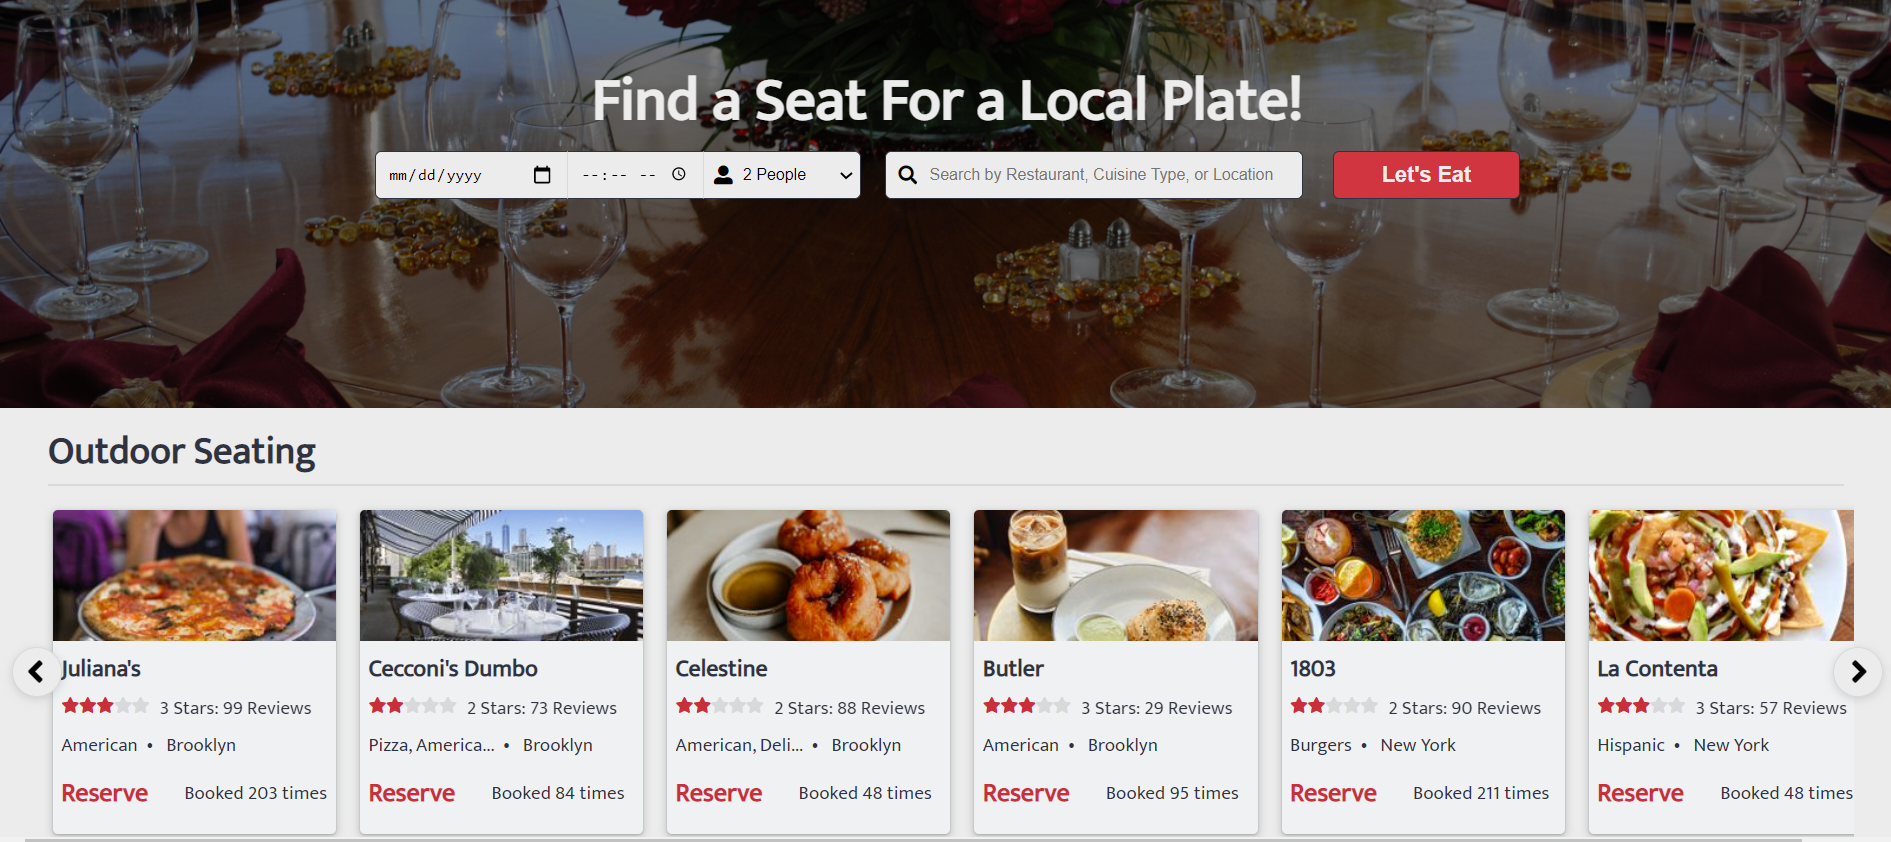 Find a Seat For a Local Plate!
mm/dd/yyyy --:-- -- 2 People Search by Restaurant, Cuisine Type, or Location Let's Eat
Outdoor Seating
Juliana's
3 Stars: 99 Reviews
American • Brooklyn
Reserve Booked 203 times
Cecconi's Dumbo
2 Stars: 73 Reviews
Pizza, America... • Brooklyn
Reserve Booked 84 times
Celestine
2 Stars: 88 Reviews
American, Deli... • Brooklyn
Reserve Booked 48 times
Butler
3 Stars: 29 Reviews
American • Brooklyn
Reserve Booked 95 times
1803
2 Stars: 90 Reviews
Burgers • New York
Reserve Booked 211 times
La Contenta
3 Stars: 57 Reviews
Hispanic • New York
Reserve Booked 48 times